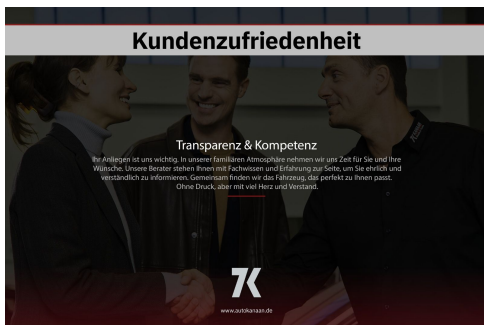 Kundenzufriedenheit
Transparenz & Kompetenz
Ihr Anliegen ist uns wichtig. In unserer familiären Atmosphäre nehmen wir uns Zeit für Sie und Ihre
Wünsche. Unsere Berater stehen Ihnen mit Fachwissen und Erfahrung zur Seite, um Sie ehrlich und
verständlich zu informieren. Gemeinsam finden wir das Fahrzeug, das perfekt zu Ihnen passt.
Ohne Druck, aber mit viel Herz und Verstand.
7K
www.autokanaan.de